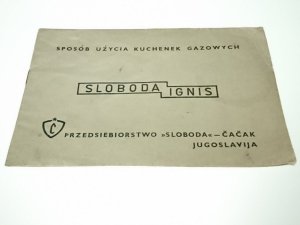 SPOSÓB UŻYCIA KUCHENEK GAZOWYCH
SLOBODA IGNIS
Č
PRZEDSIEBIORSTWO »SLOBODA« – ČAČAK
JUGOSLAVIJA